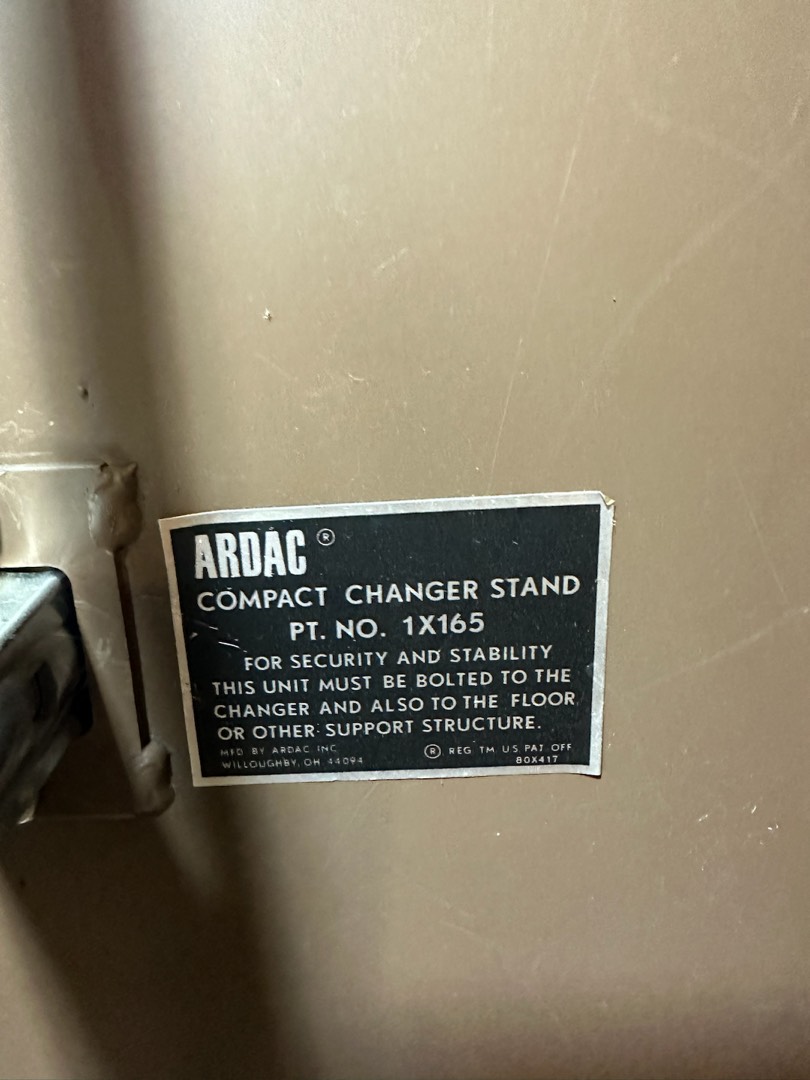 ARDAC ®
COMPACT CHANGER STAND
PT. NO. 1X165
FOR SECURITY AND STABILITY
THIS UNIT MUST BE BOLTED TO THE
CHANGER AND ALSO TO THE FLOOR
OR OTHER SUPPORT STRUCTURE.
MFD BY ARDAC INC
WILLOUGHBY, OH 44094
® REG TM U.S. PAT OFF
80X417